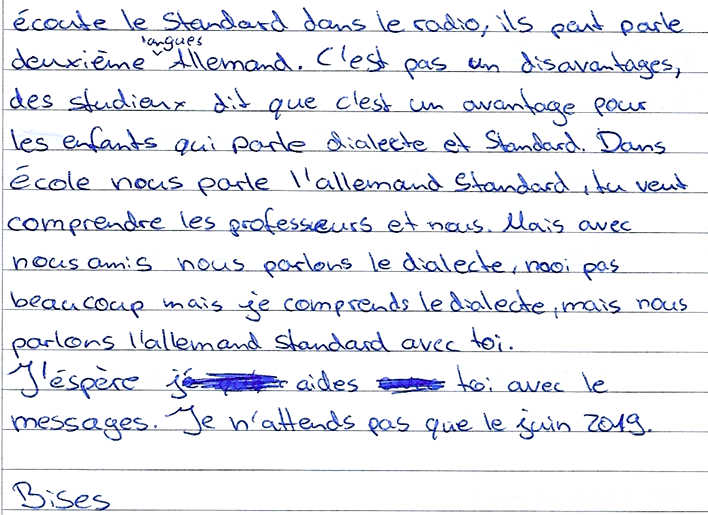 écoute le Standard dans le radio, ils peut parle
deuxième langues Allemand. C'est pas un disavantages,
des studieux dit que c'est un avantage pour
les enfants qui parle dialecte et Standard. Dans
école nous parle l'allemand Standard, tu veut
comprendre les professeurs et nous. Mais avec
nous amis nous parlons le dialecte, mooi pas
beaucoup mais je comprends le dialecte, mais nous
parlons l'allemand standard avec toi.
J'éspère je aides toi avec le
messages. Je n'attends pas que le juin 2019.
Bises